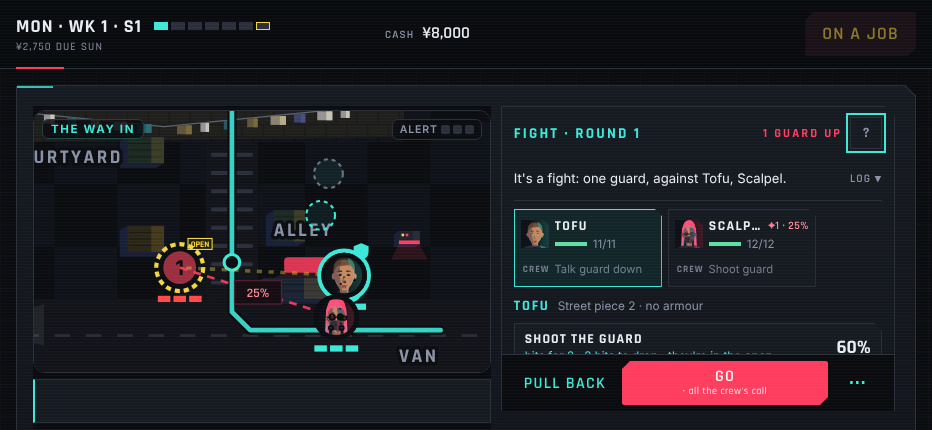 MON · WK 1 · S1
¥2,750 DUE SUN
CASH ¥8,000
ON A JOB
THE WAY IN
ALERT
URTYARD
ALLEY
OPEN
1
25%
VAN
FIGHT · ROUND 1
1 GUARD UP
?
It's a fight: one guard, against Tofu, Scalpel.
LOG ▼
TOFU
11/11
CREW Talk guard down
SCALP… ✦1 · 25%
12/12
CREW Shoot guard
TOFU Street piece 2 · no armour
SHOOT THE GUARD
60%
PULL BACK
GO
· all the crew's call
···